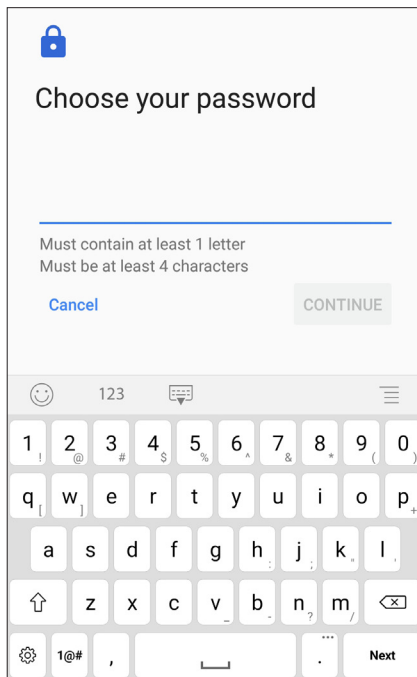 Choose your password
Must contain at least 1 letter
Must be at least 4 characters
Cancel CONTINUE
123
1 ! 2 @ 3 # 4 $ 5 % 6 ^ 7 & 8 * 9 ( 0 )
q [ w ] e r t y u i o p +
a s d f g h : j ; k " l '
z x c v _ b - n ? m /
1@# , . ... Next